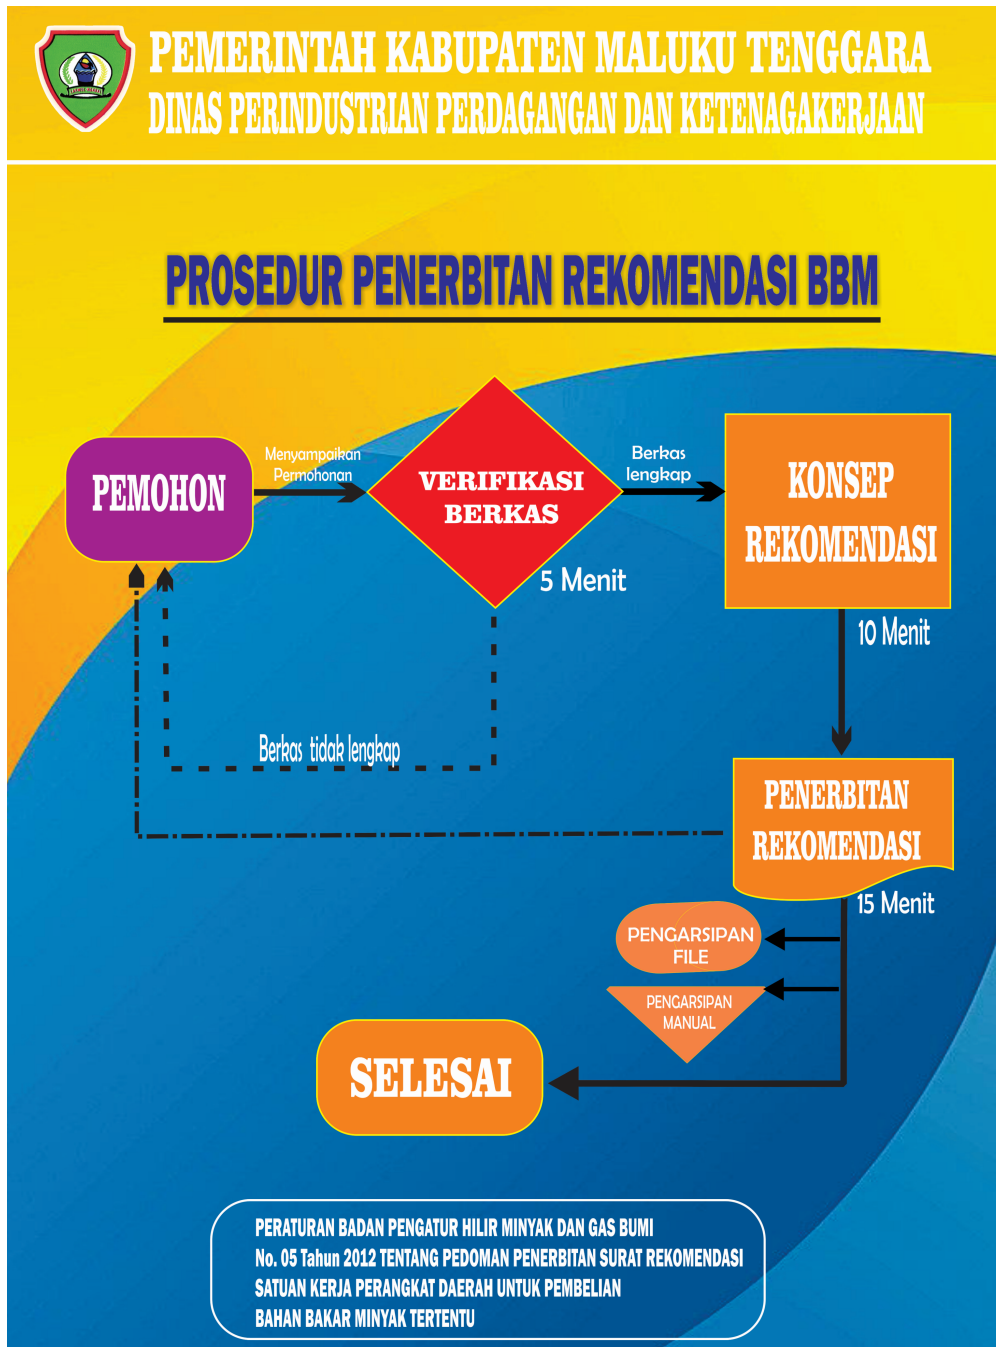 PEMERINTAH KABUPATEN MALUKU TENGGARA
DINAS PERINDUSTRIAN PERDAGANGAN DAN KETENAGAKERJAAN
PROSEDUR PENERBITAN REKOMENDASI BBM
PEMOHON
Menyampaikan
Permohonan
VERIFIKASI
BERKAS
5 Menit
Berkas
lengkap
KONSEP
REKOMENDASI
10 Menit
Berkas tidak lengkap
PENERBITAN
REKOMENDASI
15 Menit
PENGARSIPAN
FILE
PENGARSIPAN
MANUAL
SELESAI
PERATURAN BADAN PENGATUR HILIR MINYAK DAN GAS BUMI
No. 05 Tahun 2012 TENTANG PEDOMAN PENERBITAN SURAT REKOMENDASI
SATUAN KERJA PERANGKAT DAERAH UNTUK PEMBELIAN
BAHAN BAKAR MINYAK TERTENTU